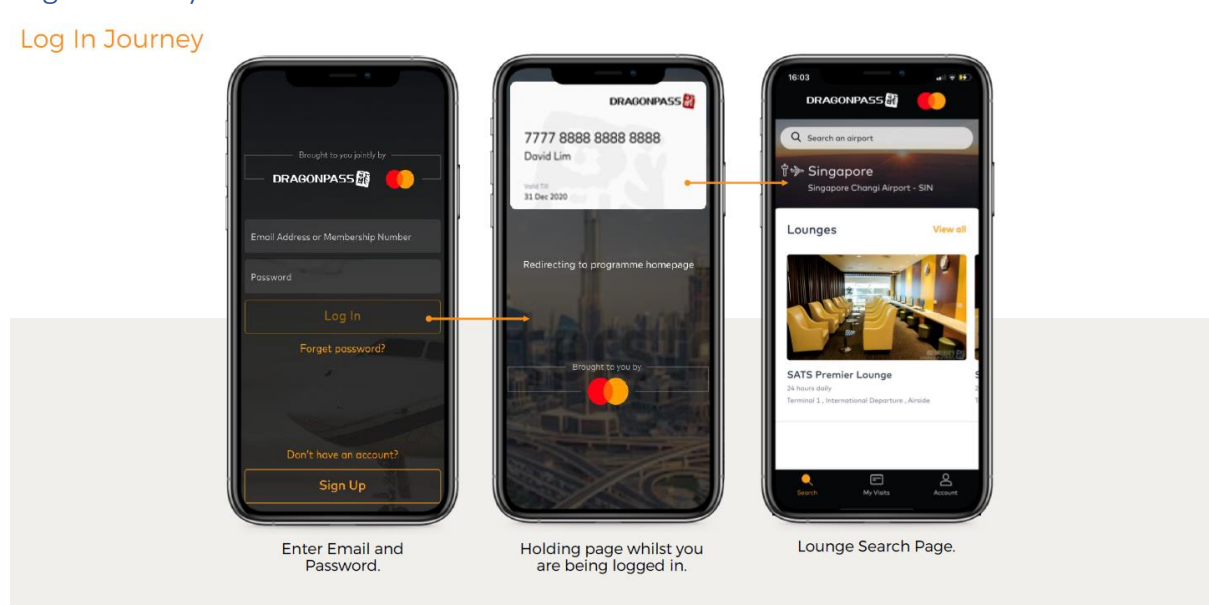 Log In Journey
Brought to you jointly by
DRAGONPASS
Email Address or Membership Number
Password
Log In
Forget password?
Don't have an account?
Sign Up
Enter Email and
Password.
DRAGONPASS
7777 8888 8888 8888
David Lim
Valid Till
31 Dec 2020
Redirecting to programme homepage
Brought to you by
Holding page whilst you
are being logged in.
16:03
DRAGONPASS
Search an airport
Singapore
Singapore Changi Airport - SIN
Lounges
View all
SATS Premier Lounge
24 hours daily
Terminal 1 , International Departure , Airside
Search
My Visits
Account
Lounge Search Page.